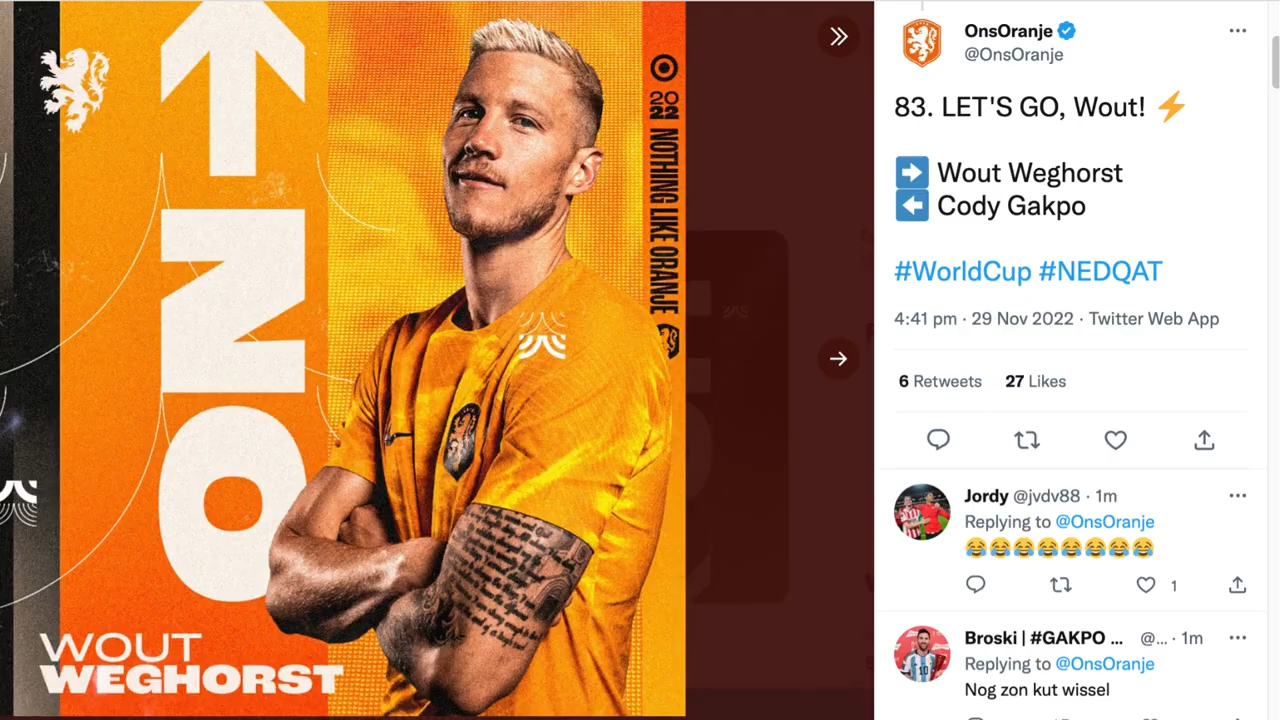 NO
WOUT
WEGHORST
2022 NOTHING LIKE ORANJE
OnsOranje
@OnsOranje
83. LET'S GO, Wout! ⚡
➡️ Wout Weghorst
⬅️ Cody Gakpo
#WorldCup #NEDQAT
4:41 pm · 29 Nov 2022 · Twitter Web App
6 Retweets 27 Likes
Jordy @jvdv88 · 1m
Replying to @OnsOranje
😂😂😂😂😂😂😂😂
1
Broski | #GAKPO ... @... · 1m
Replying to @OnsOranje
Nog zon kut wissel
10